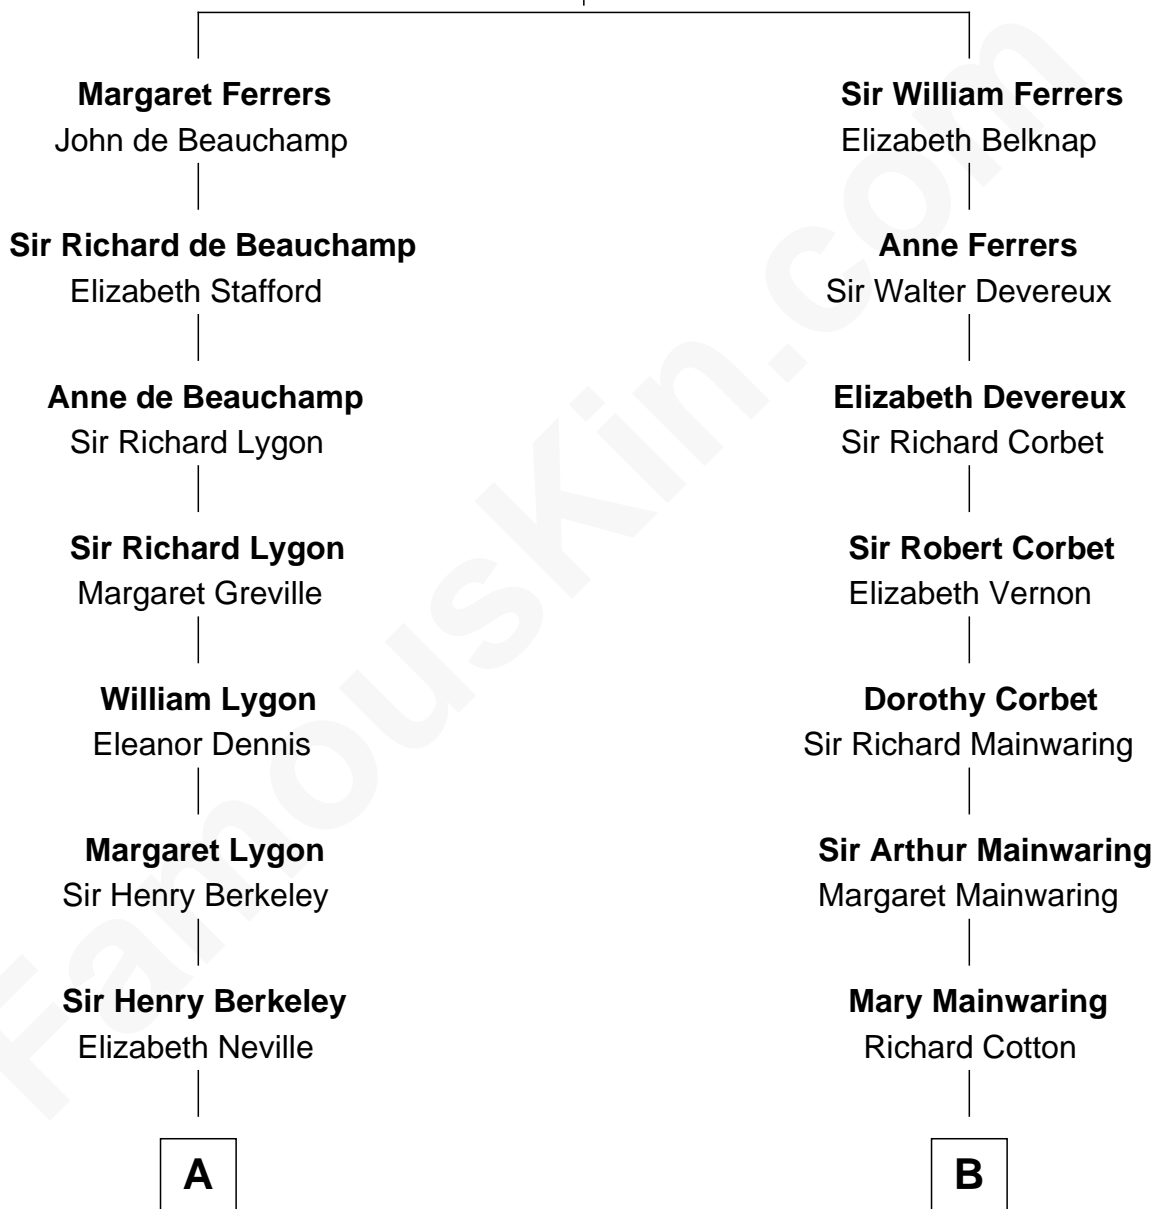 Margaret Ferrers
John de Beauchamp
Sir Richard de Beauchamp
Elizabeth Stafford
Anne de Beauchamp
Sir Richard Lygon
Sir Richard Lygon
Margaret Greville
William Lygon
Eleanor Dennis
Margaret Lygon
Sir Henry Berkeley
Sir Henry Berkeley
Elizabeth Neville
A
Sir William Ferrers
Elizabeth Belknap
Anne Ferrers
Sir Walter Devereux
Elizabeth Devereux
Sir Richard Corbet
Sir Robert Corbet
Elizabeth Vernon
Dorothy Corbet
Sir Richard Mainwaring
Sir Arthur Mainwaring
Margaret Mainwaring
Mary Mainwaring
Richard Cotton
B
FamousKin.com